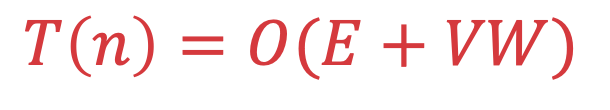 T(n) = O(E + VW)